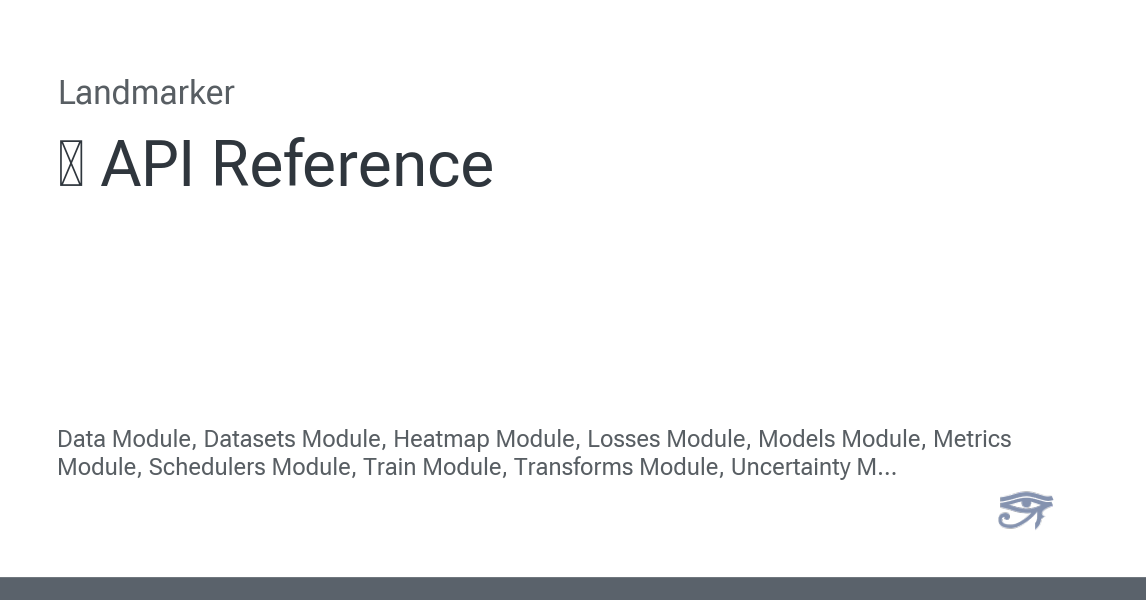 Landmarker
API Reference
Data Module, Datasets Module, Heatmap Module, Losses Module, Models Module, Metrics
Module, Schedulers Module, Train Module, Transforms Module, Uncertainty M...